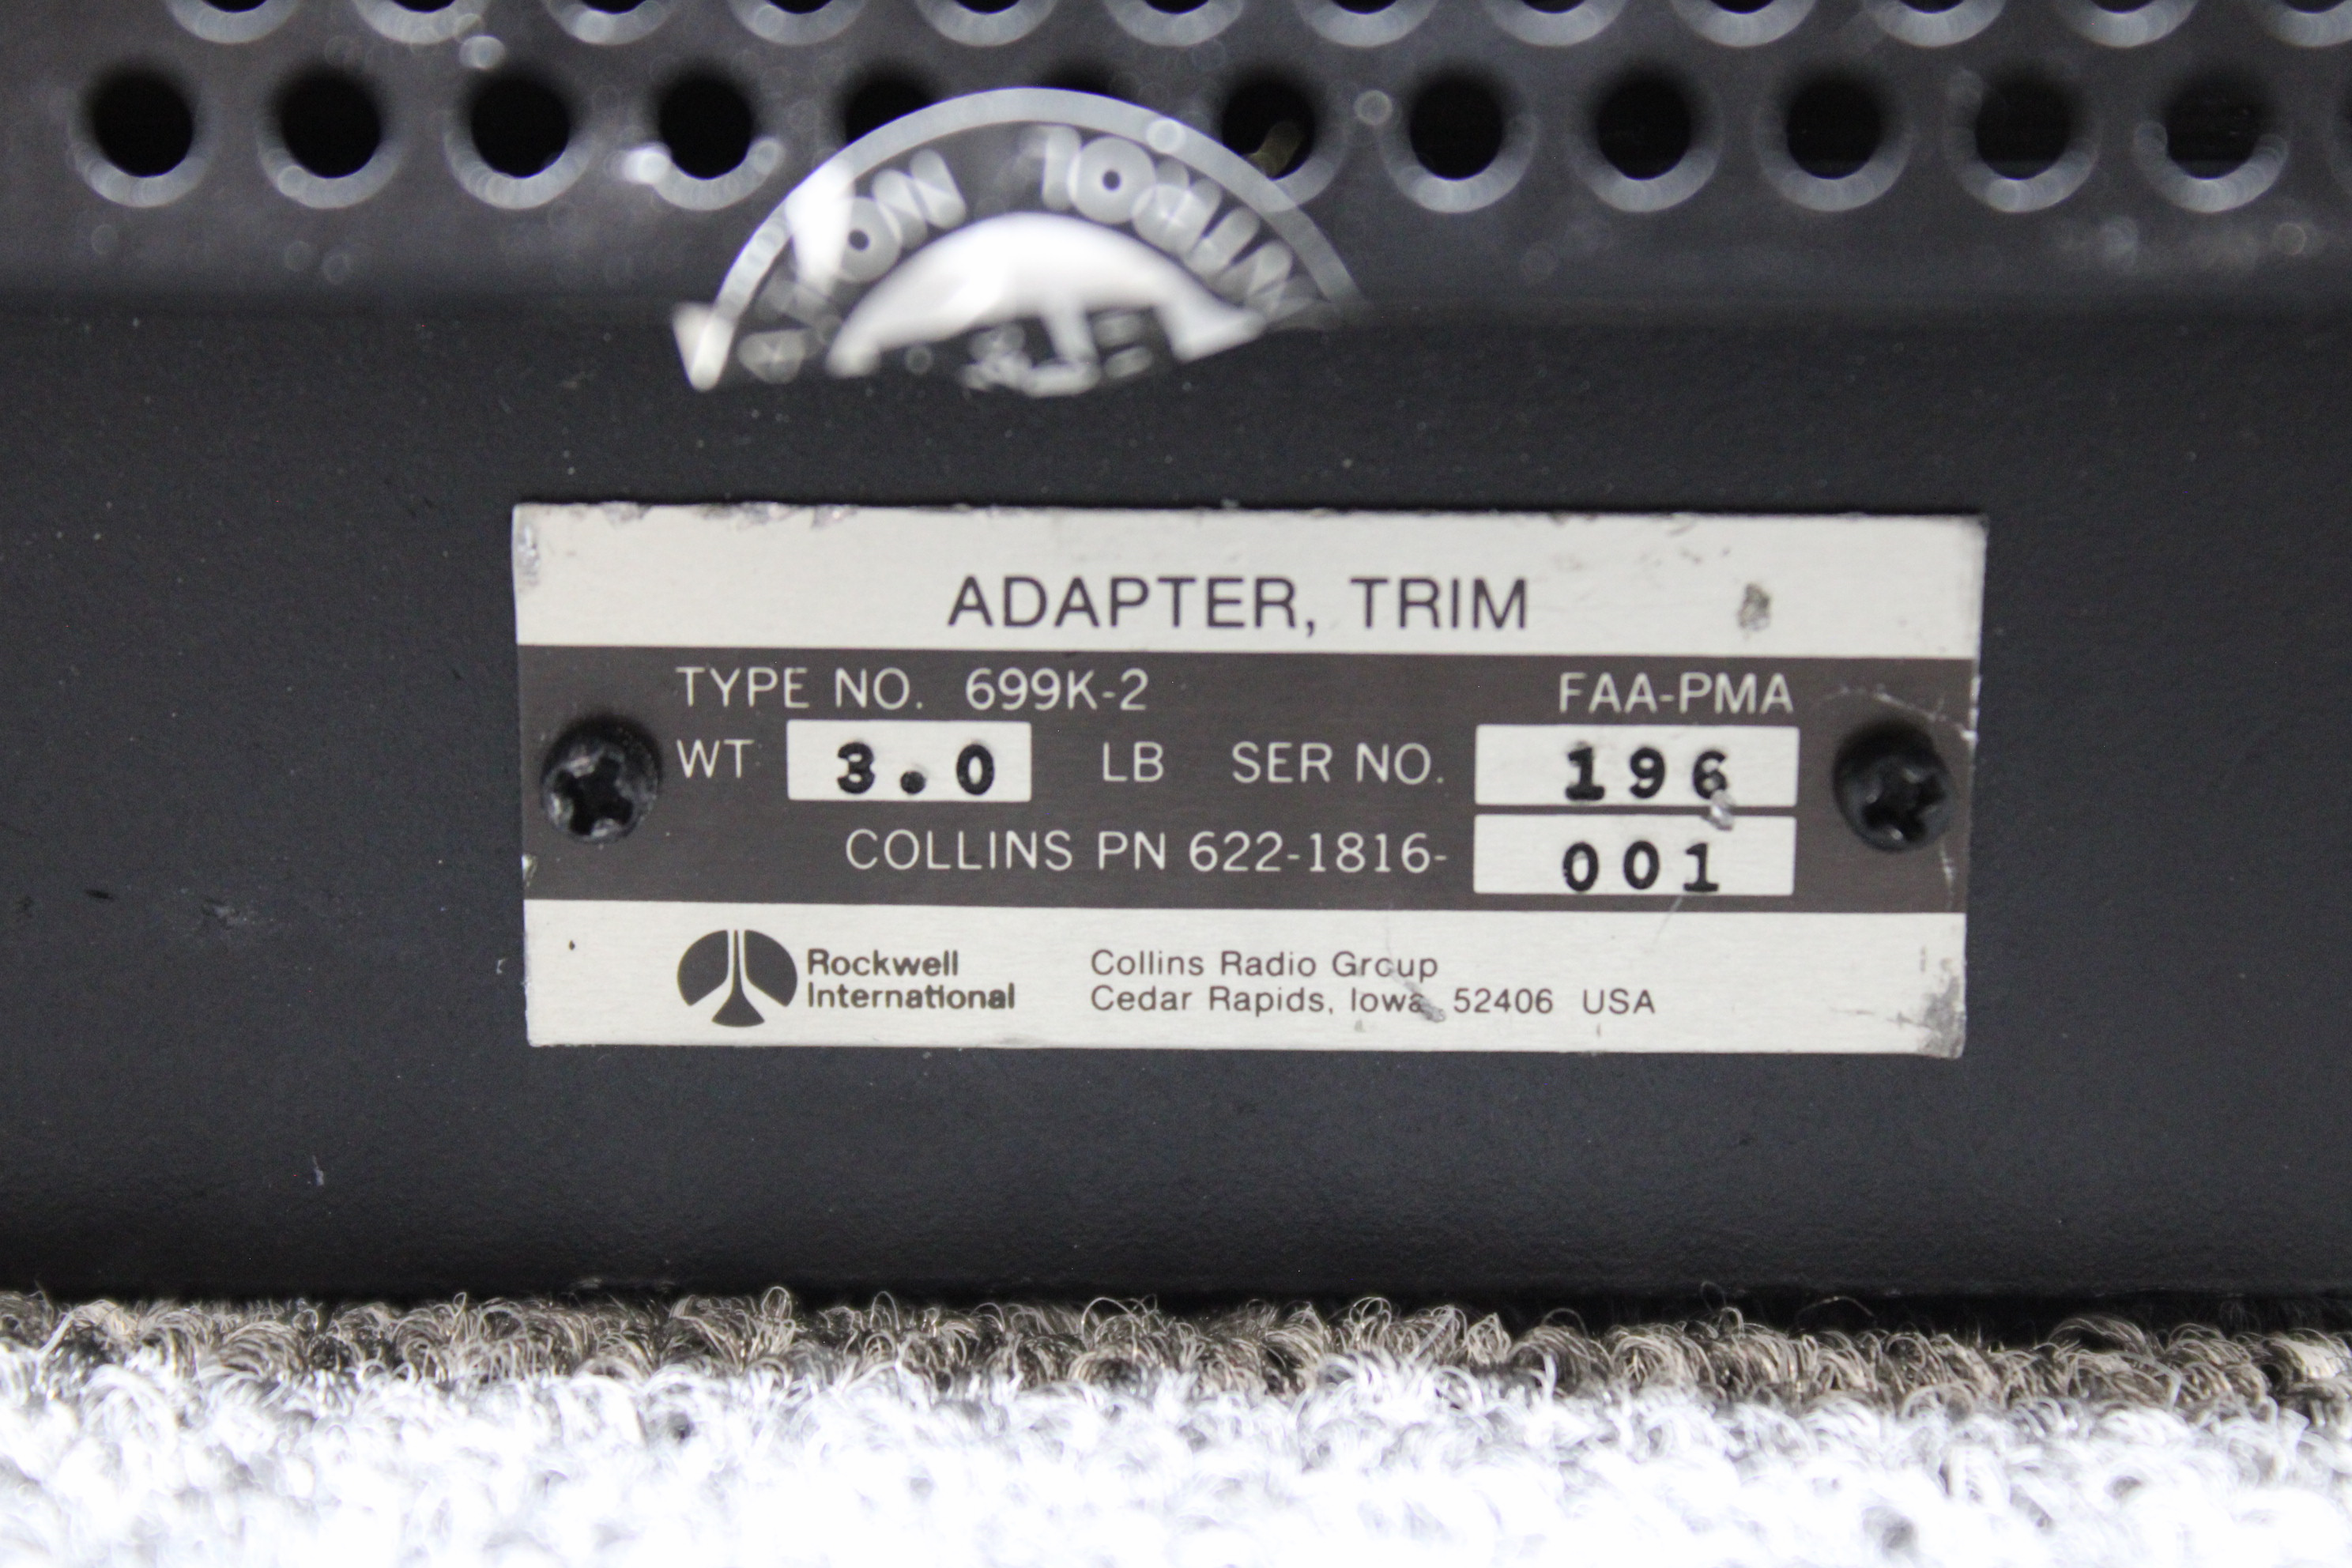 ADAPTER, TRIM
TYPE NO. 699K-2 FAA-PMA
WT 3.0 LB SER NO. 196
COLLINS PN 622-1816- 001
Rockwell International
Collins Radio Group
Cedar Rapids, Iowa 52406 USA